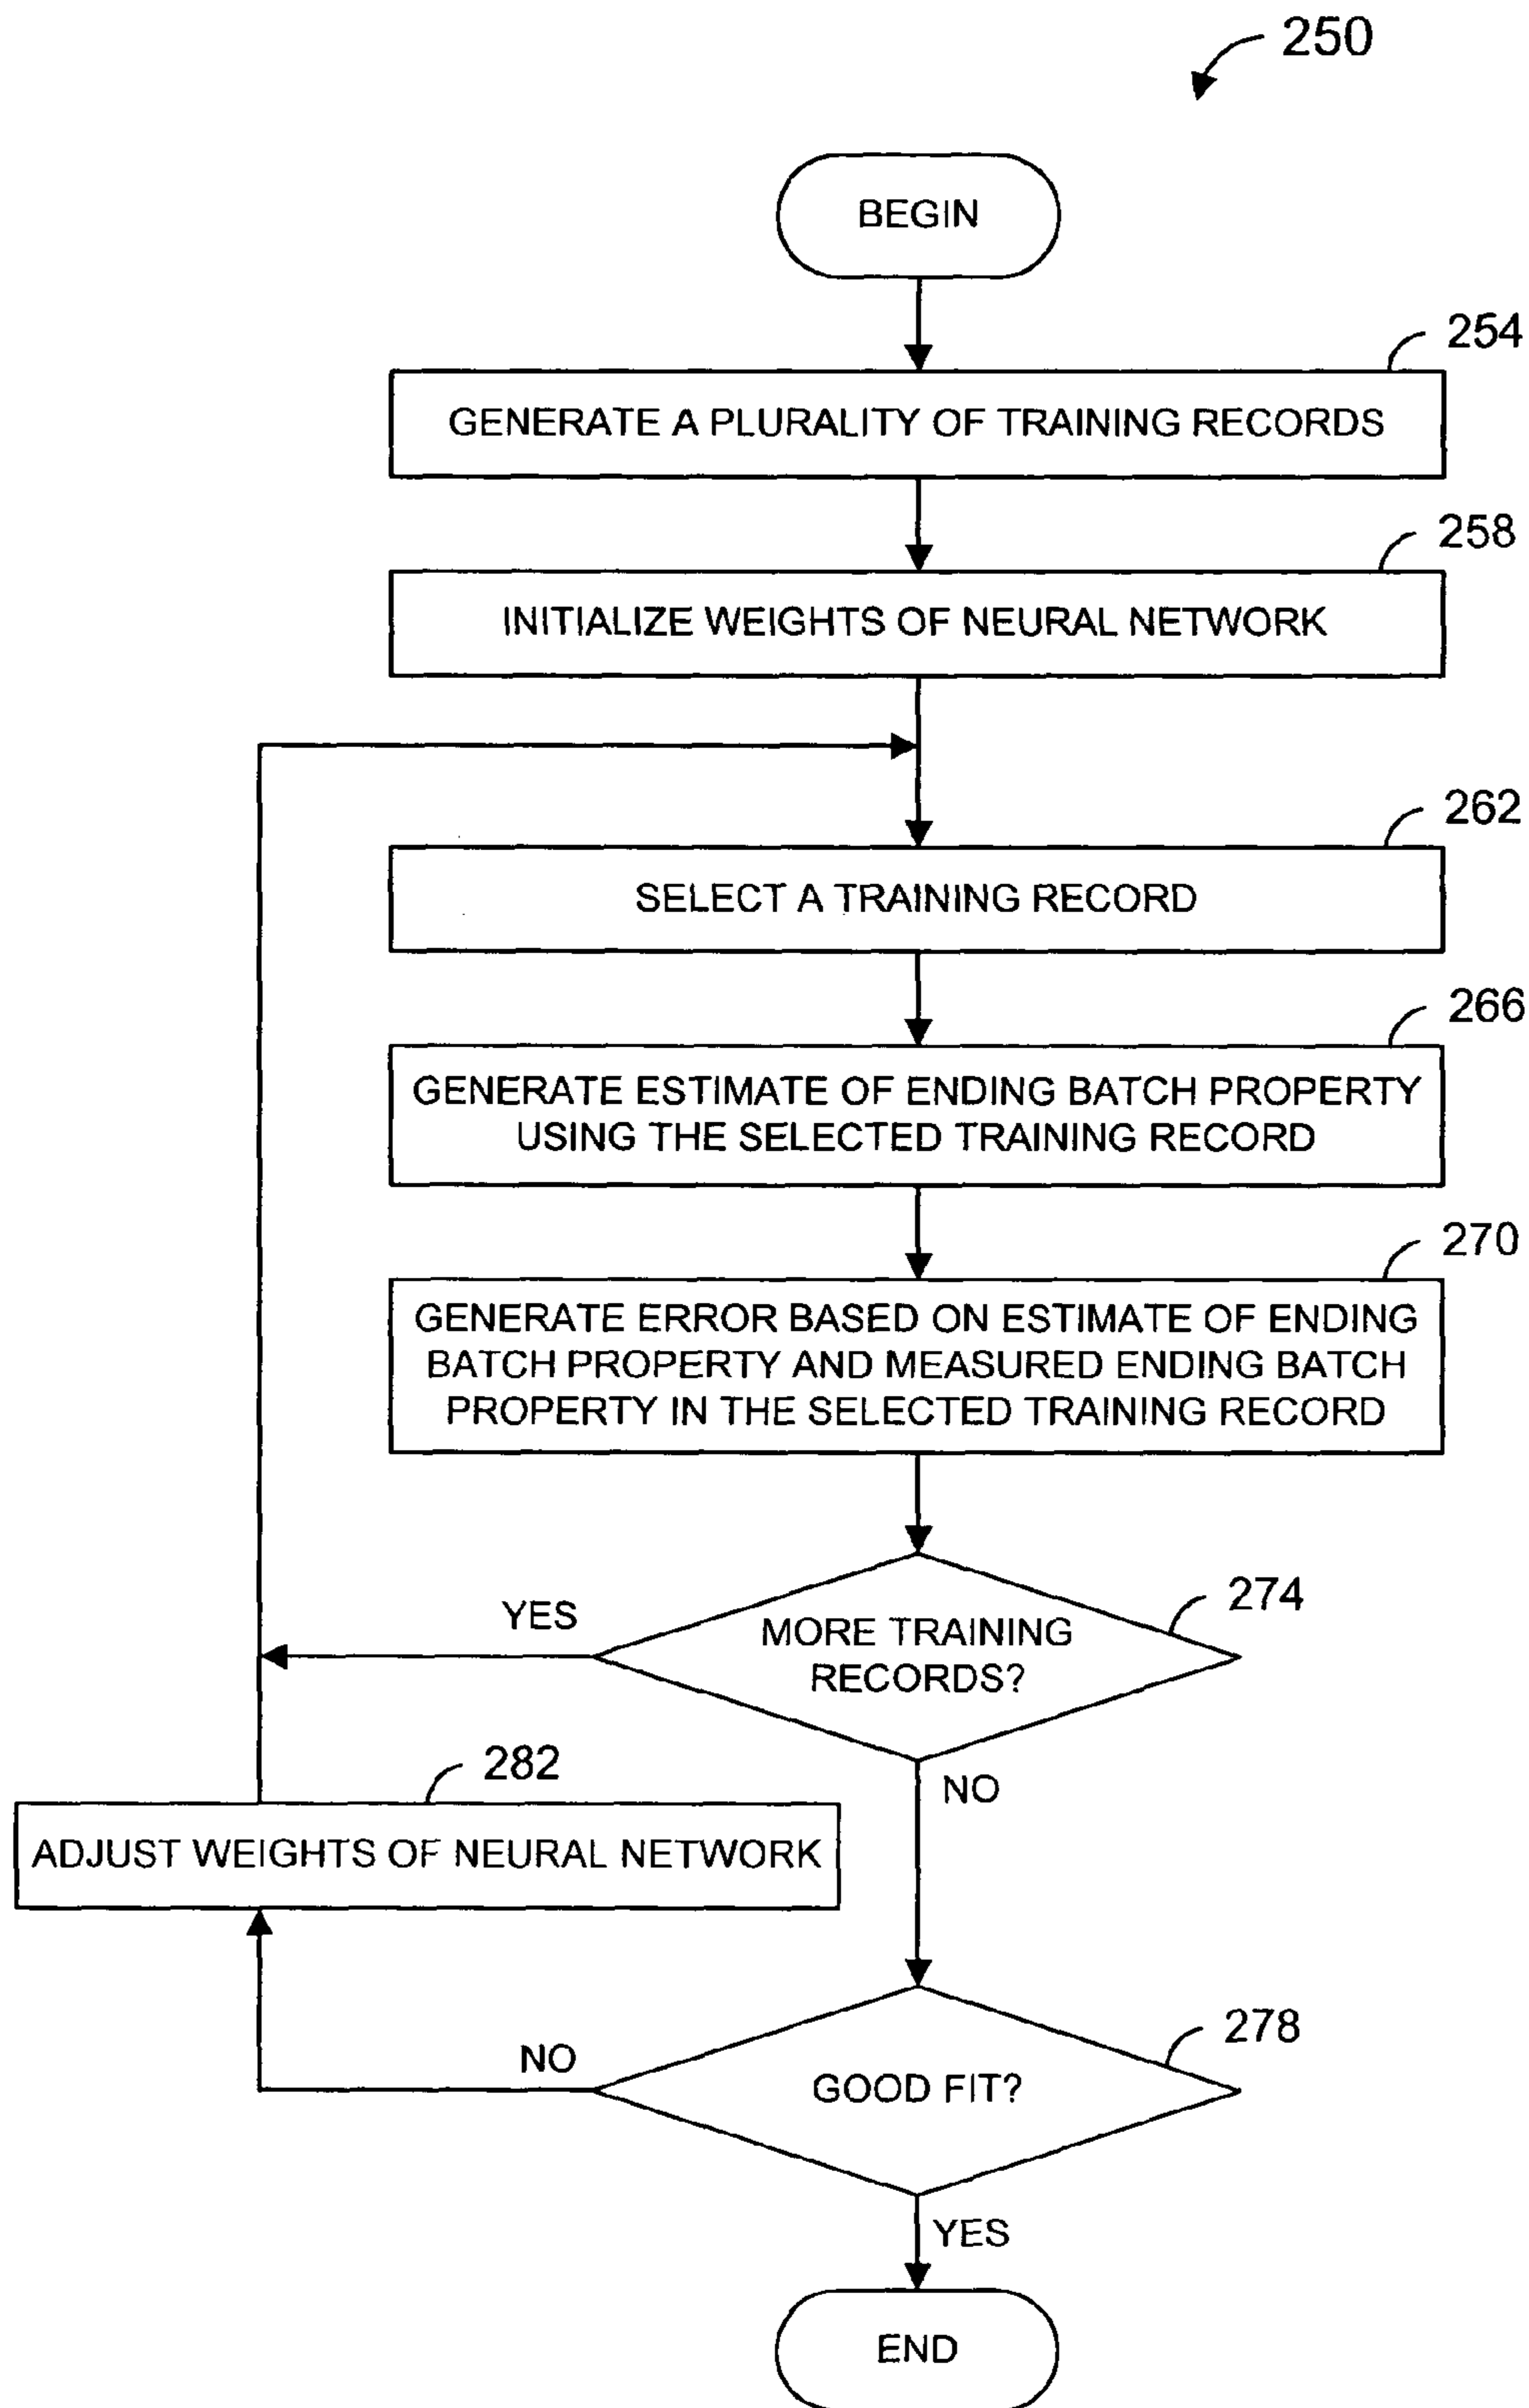 250
BEGIN
254
GENERATE A PLURALITY OF TRAINING RECORDS
258
INITIALIZE WEIGHTS OF NEURAL NETWORK
262
SELECT A TRAINING RECORD
266
GENERATE ESTIMATE OF ENDING BATCH PROPERTY
USING THE SELECTED TRAINING RECORD
270
GENERATE ERROR BASED ON ESTIMATE OF ENDING
BATCH PROPERTY AND MEASURED ENDING BATCH
PROPERTY IN THE SELECTED TRAINING RECORD
274
YES
MORE TRAINING
RECORDS?
282
NO
ADJUST WEIGHTS OF NEURAL NETWORK
278
NO
GOOD FIT?
YES
END